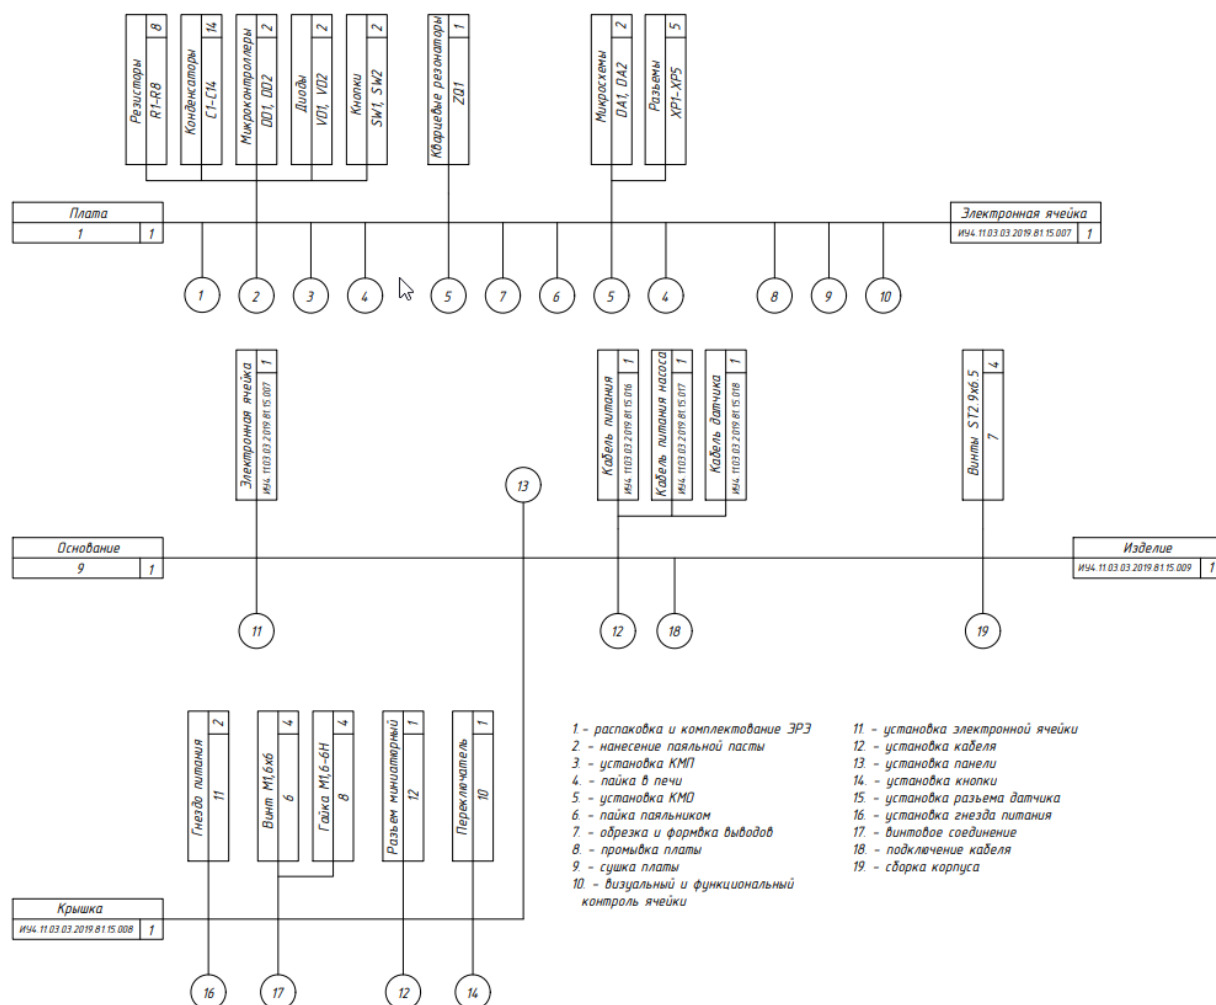 Резисторы 8
R1-R8
Конденсаторы 14
C1-C14
Микроконтроллеры 2
DD1, DD2
Диоды 2
VD1, VD2
Кнопки 2
SW1, SW2
Квариевые резонаторы 1
ZQ1
Микросхемы 2
DA1, DA2
Разьемы 5
XP1-XP5
Плата
1 1
Электронная ячейка
ИУ4.11.03.03.2019.81.15.007 1
1 2 3 4 5 7 6 5 4 8 9 10
Электронная ячейка 1
ИУ4.11.03.03.2019.81.15.007
Кабель питания 1
ИУ4.11.03.03.2019.81.15.016
Кабель питания насоса 1
ИУ4.11.03.03.2019.81.15.017
Кабель датчика 1
ИУ4.11.03.03.2019.81.15.018
Винты ST2.9x6.5 4
7
13
Основание
9 1
Изделие
ИУ4.11.03.03.2019.81.15.009 1
11 12 18 19
Гнездо питания 2
11
Винт М1,6х6 4
6
Гайка М1,6-6Н 4
8
Разъем миниатюрный 1
12
Переключатель 1
10
Крышка
ИУ4.11.03.03.2019.81.15.008 1
16 17 12 14
1. - распаковка и комплектование ЭРЭ
2. - нанесение паяльной пасты
3. - установка КМП
4. - пайка в печи
5. - установка КМО
6. - пайка паяльником
7. - обрезка и формвка выводов
8. - промывка платы
9. - сушка платы
10. - визуальный и функциональный
контроль ячейки
11. - установка электронной ячейки
12. - установка кабеля
13. - установка панели
14. - установка кнопки
15. - установка разъема датчика
16. - установка гнезда питания
17. - винтовое соединение
18. - подключение кабеля
19. - сборка корпуса